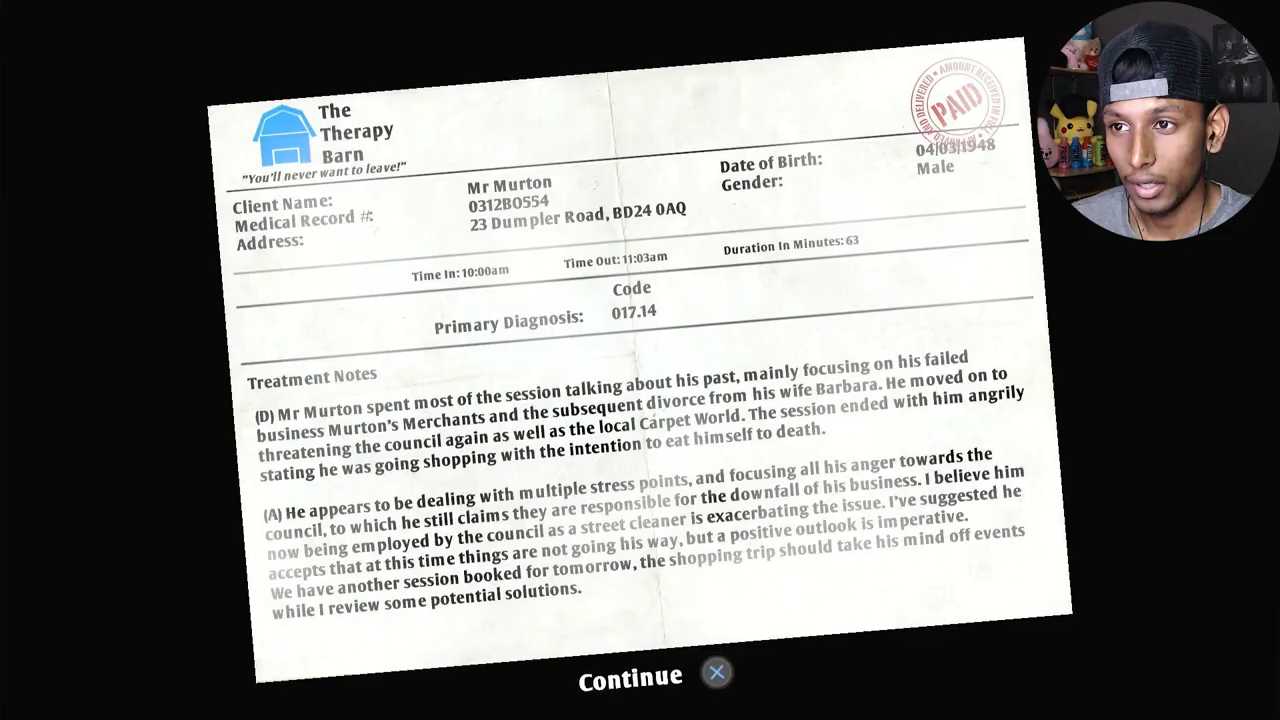 The
Therapy
Barn
"You'll never want to leave!"
AND DELIVERED • AMOUNT RECEIVED IN FULL
PAID
Client Name: Mr Murton Date of Birth: 04/03/1948
Medical Record #: 0312BO554 Gender: Male
Address: 23 Dumpler Road, BD24 0AQ
Time In: 10:00am Time Out: 11:03am Duration In Minutes: 63
Code
Primary Diagnosis: 017.14
Treatment Notes
(D) Mr Murton spent most of the session talking about his past, mainly focusing on his failed
business Murton's Merchants and the subsequent divorce from his wife Barbara. He moved on to
threatening the council again as well as the local Carpet World. The session ended with him angrily
stating he was going shopping with the intention to eat himself to death.
(A) He appears to be dealing with multiple stress points, and focusing all his anger towards the
council, to which he still claims they are responsible for the downfall of his business. I believe him
now being employed by the council as a street cleaner is exacerbating the issue. I've suggested he
accepts that at this time things are not going his way, but a positive outlook is imperative.
We have another session booked for tomorrow, the shopping trip should take his mind off events
while I review some potential solutions.
Continue